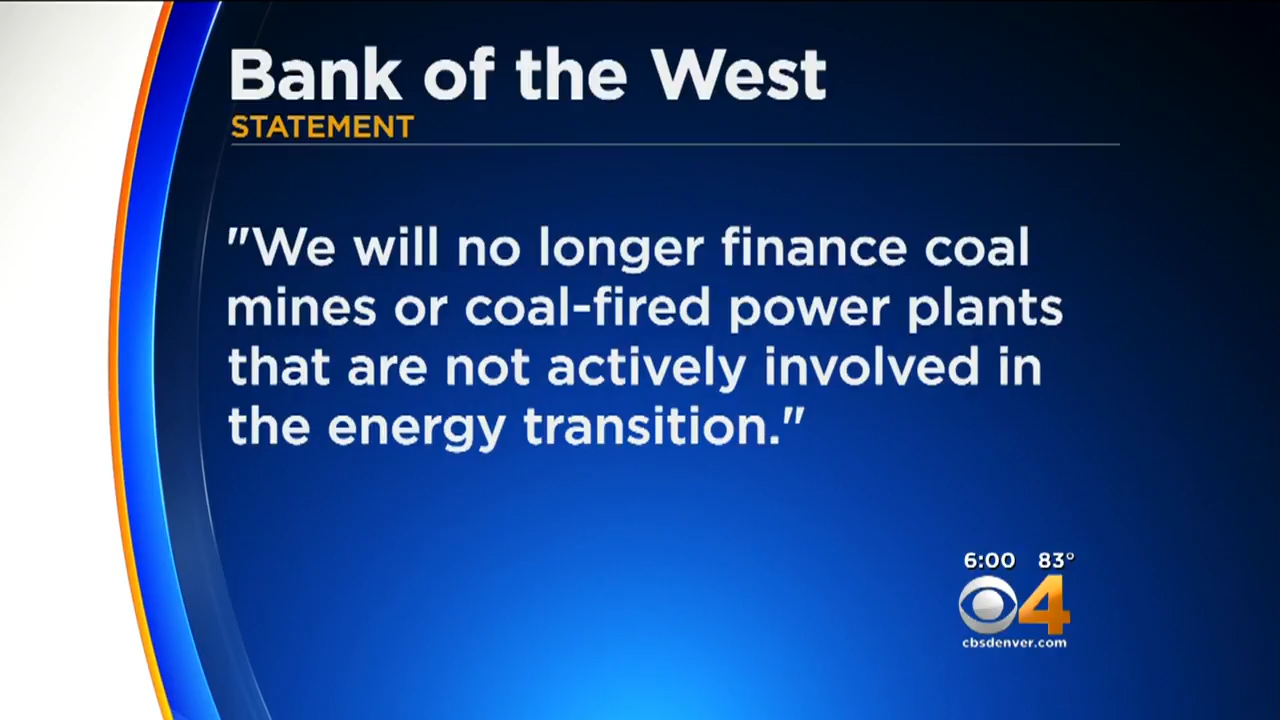 Bank of the West
STATEMENT
"We will no longer finance coal
mines or coal-fired power plants
that are not actively involved in
the energy transition."
6:00 83°
4
cbsdenver.com